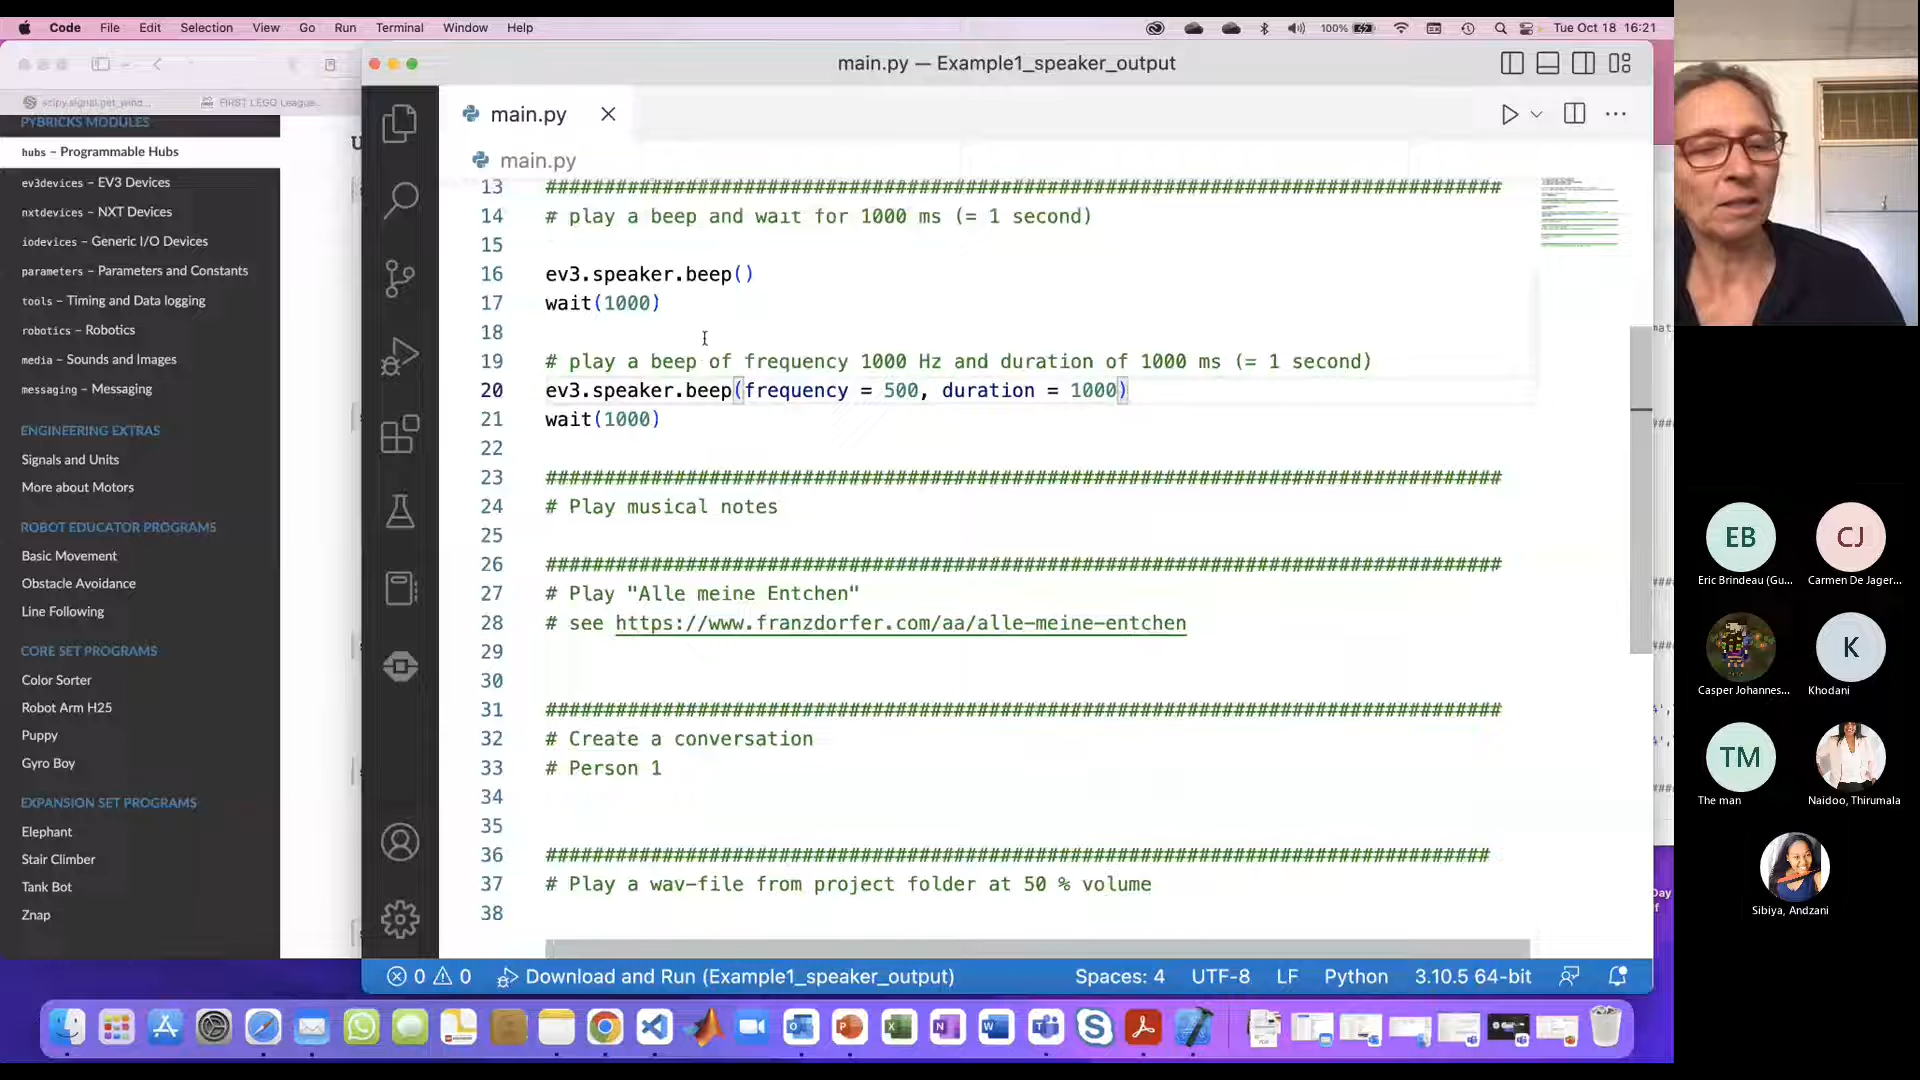 Code File Edit Selection View Go Run Terminal Window Help
100% Tue Oct 18 16:21
main.py — Example1_speaker_output
scipy.signal.get_wind...
FIRST LEGO League...
PYBRICKS MODULES
hubs – Programmable Hubs
ev3devices – EV3 Devices
nxtdevices – NXT Devices
iodevices – Generic I/O Devices
parameters – Parameters and Constants
tools – Timing and Data logging
robotics – Robotics
media – Sounds and Images
messaging – Messaging
ENGINEERING EXTRAS
Signals and Units
More about Motors
ROBOT EDUCATOR PROGRAMS
Basic Movement
Obstacle Avoidance
Line Following
CORE SET PROGRAMS
Color Sorter
Robot Arm H25
Puppy
Gyro Boy
EXPANSION SET PROGRAMS
Elephant
Stair Climber
Tank Bot
Znap
main.py
main.py
13 ##################################################################################
14 # play a beep and wait for 1000 ms (= 1 second)
15
16 ev3.speaker.beep()
17 wait(1000)
18
19 # play a beep of frequency 1000 Hz and duration of 1000 ms (= 1 second)
20 ev3.speaker.beep(frequency = 500, duration = 1000)
21 wait(1000)
22
23 ##################################################################################
24 # Play musical notes
25
26 ##################################################################################
27 # Play "Alle meine Entchen"
28 # see https://www.franzdorfer.com/aa/alle-meine-entchen
29
30
31 ##################################################################################
32 # Create a conversation
33 # Person 1
34
35
36 #################################################################################
37 # Play a wav-file from project folder at 50 % volume
38
0 0 Download and Run (Example1_speaker_output) Spaces: 4 UTF-8 LF Python 3.10.5 64-bit
Day
EB CJ
Eric Brindeau (Gu... Carmen De Jager...
K
Casper Johannes... Khodani
TM
The man Naidoo, Thirumala
Sibiya, Andzani